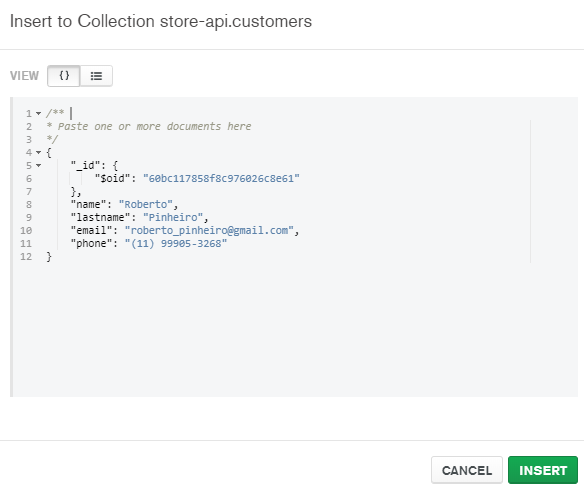 Insert to Collection store-api.customers
VIEW {}
1 /**
2 * Paste one or more documents here
3 */
4 {
5 "_id": {
6 "$oid": "60bc117858f8c976026c8e61"
7 },
8 "name": "Roberto",
9 "lastname": "Pinheiro",
10 "email": "roberto_pinheiro@gmail.com",
11 "phone": "(11) 99905-3268"
12 }
CANCEL INSERT